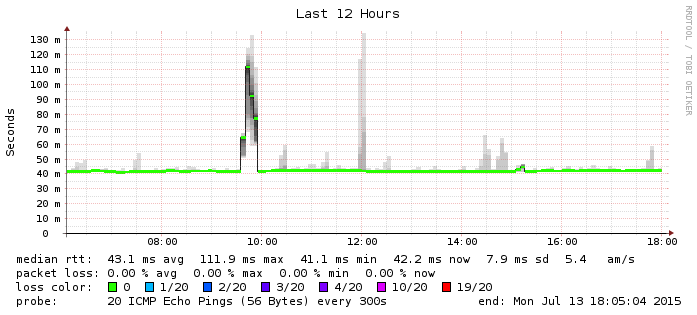 Last 12 Hours
RRDTOOL / TOBI OETIKER
Seconds
130 m
120 m
110 m
100 m
90 m
80 m
70 m
60 m
50 m
40 m
30 m
20 m
10 m
0
08:00 10:00 12:00 14:00 16:00 18:00
median rtt: 43.1 ms avg 111.9 ms max 41.1 ms min 42.2 ms now 7.9 ms sd 5.4 am/s
packet loss: 0.00 % avg 0.00 % max 0.00 % min 0.00 % now
loss color: 0 1/20 2/20 3/20 4/20 10/20 19/20
probe: 20 ICMP Echo Pings (56 Bytes) every 300s end: Mon Jul 13 18:05:04 2015